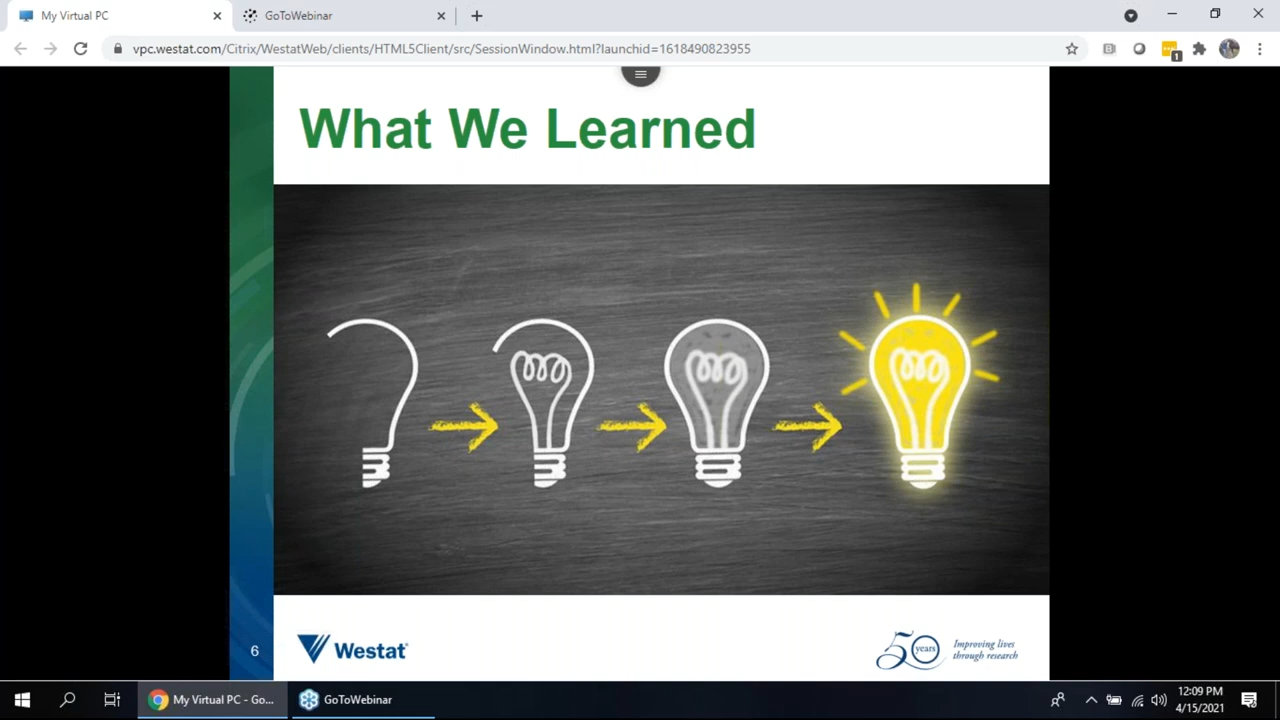 My Virtual PC
GoToWebinar
vpc.westat.com/Citrix/WestatWeb/clients/HTML5Client/src/SessionWindow.html?launchid=1618490823955
1
What We Learned
6
Westat
50 years
Improving lives
through research
My Virtual PC - Go...
GoToWebinar
12:09 PM
4/15/2021